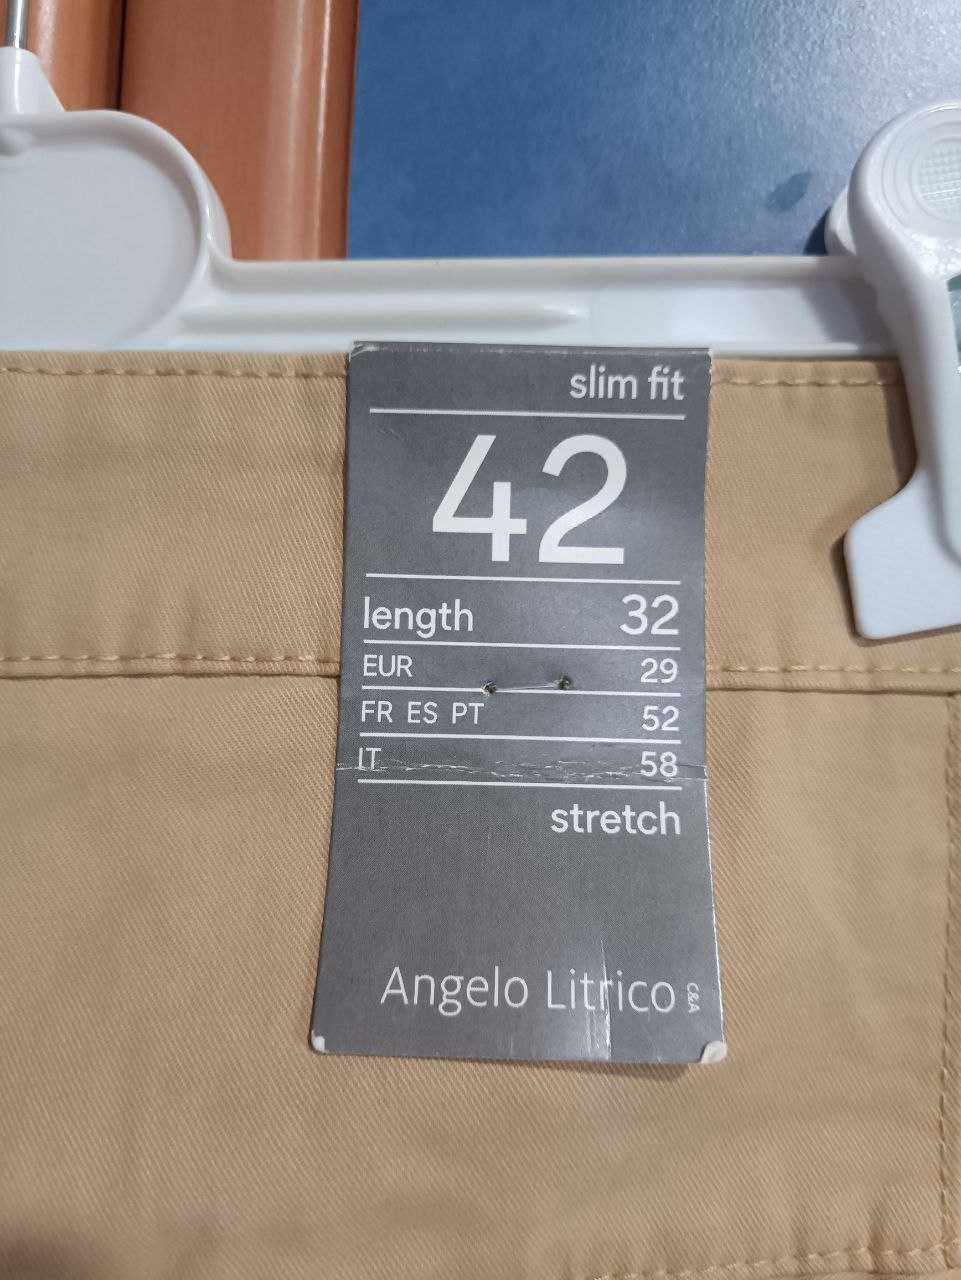 slim fit
42
length 32
EUR 29
FR ES PT 52
IT 58
stretch
Angelo Litrico C&A